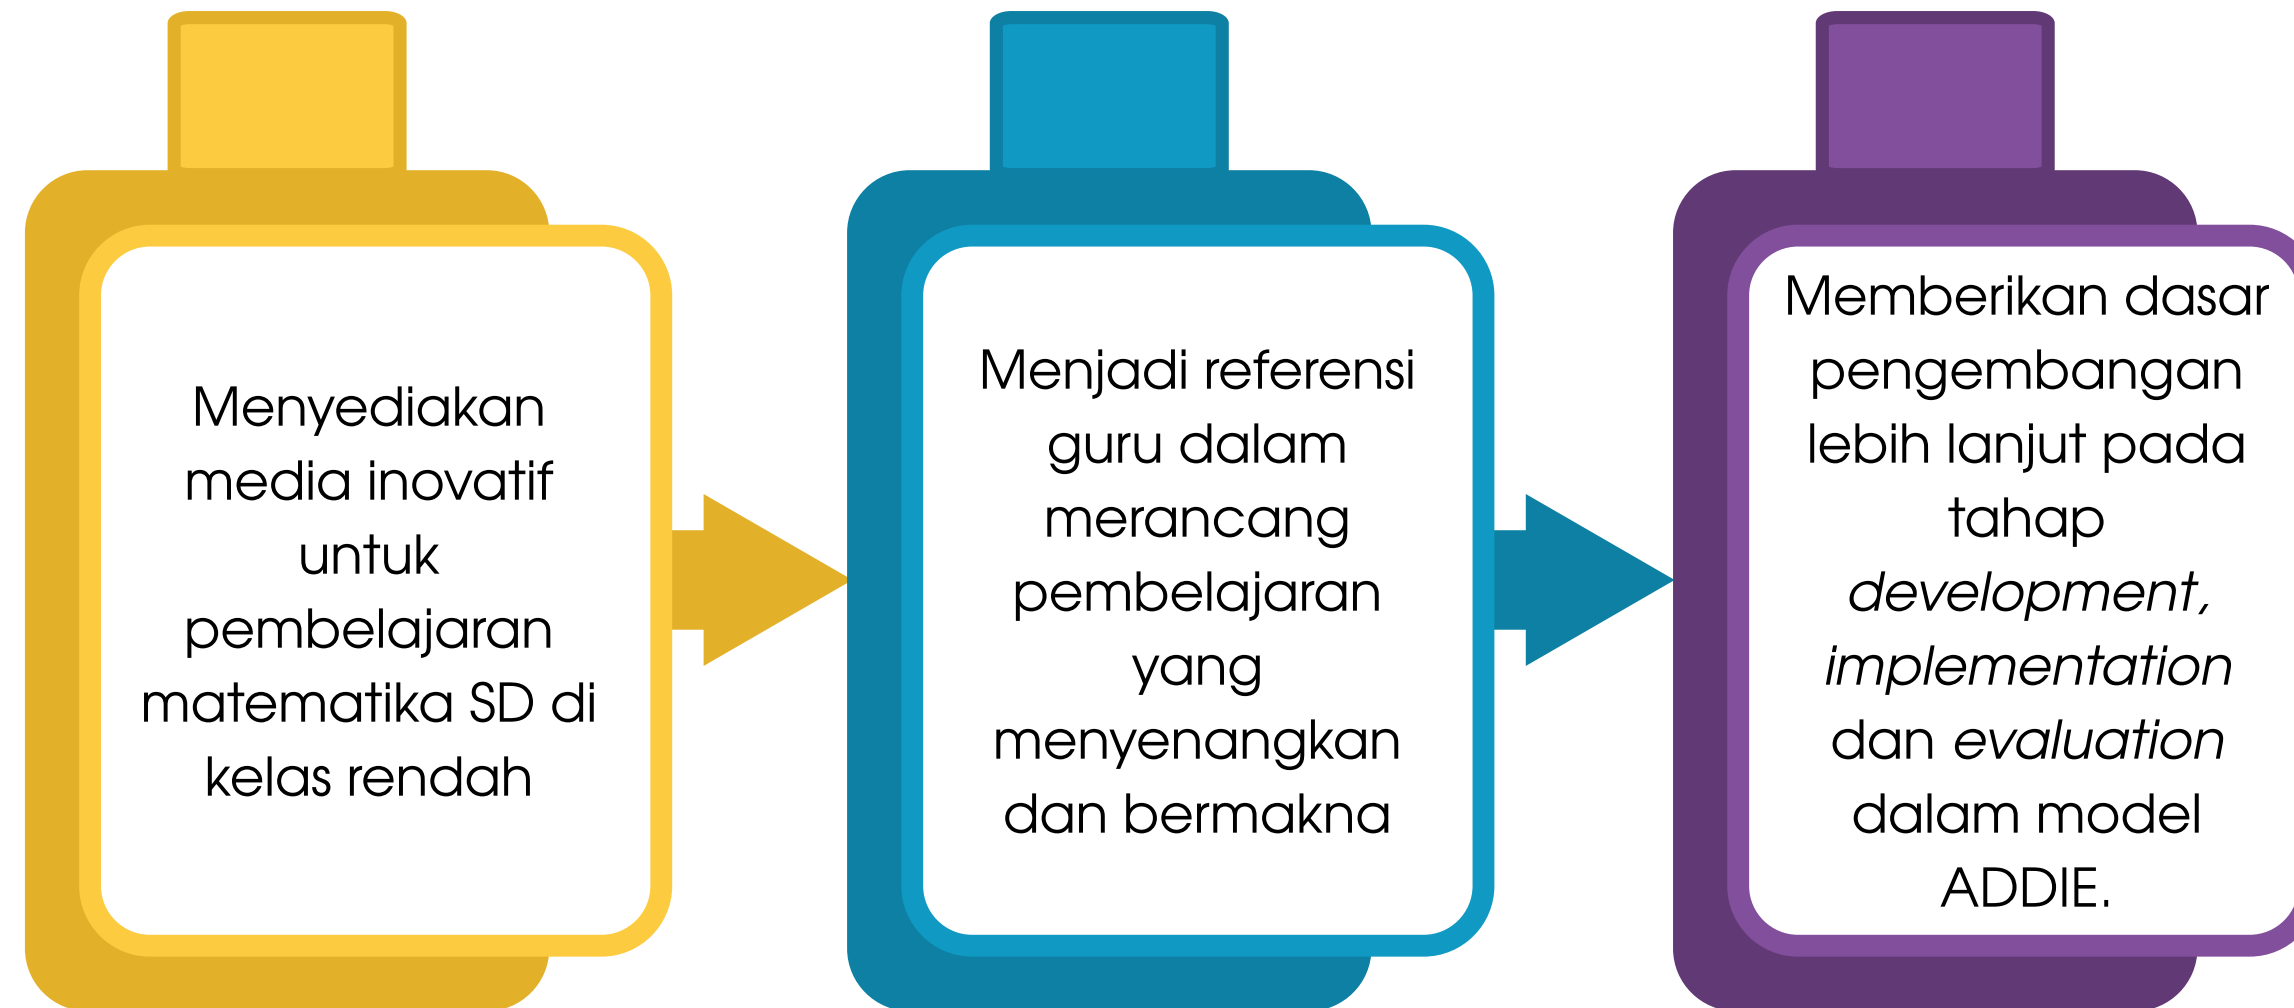 Menyediakan
media inovatif
untuk
pembelajaran
matematika SD di
kelas rendah
Menjadi referensi
guru dalam
merancang
pembelajaran
yang
menyenangkan
dan bermakna
Memberikan dasar
pengembangan
lebih lanjut pada
tahap
development,
implementation
dan evaluation
dalam model
ADDIE.